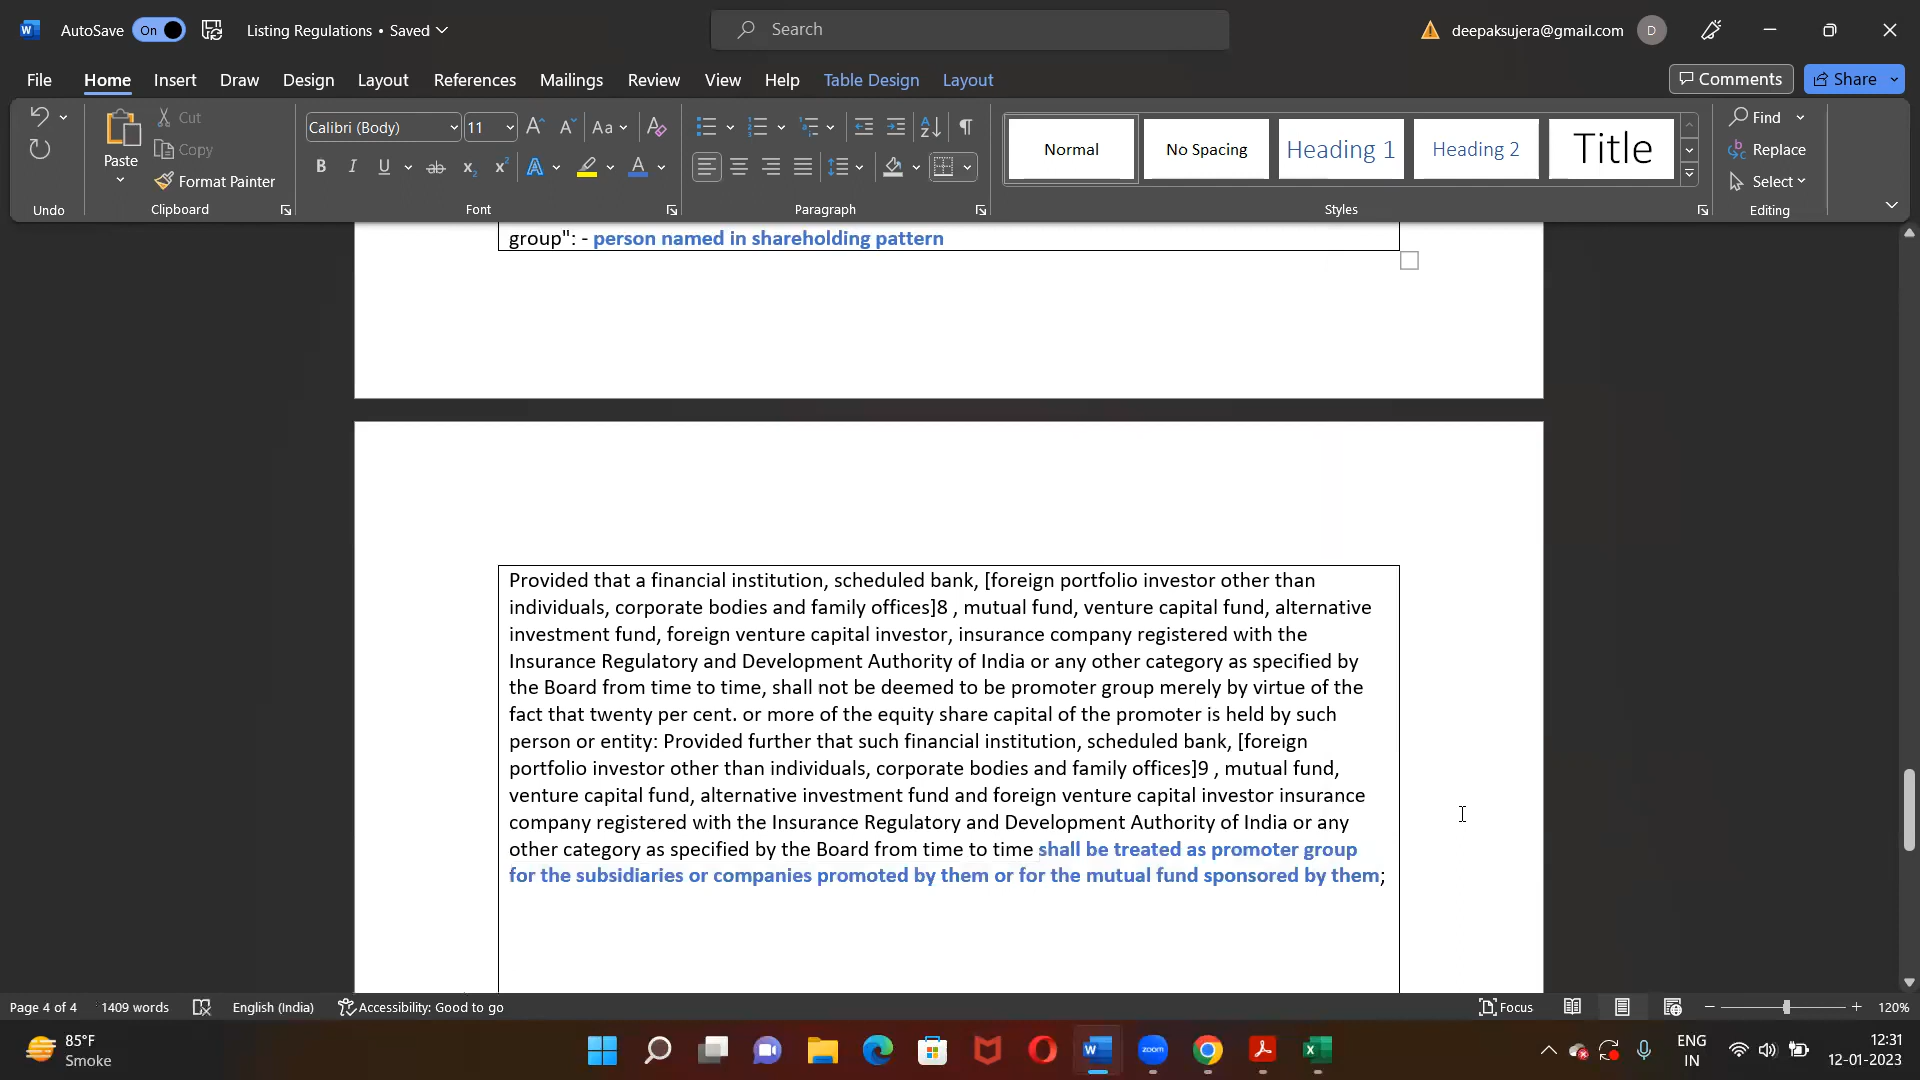 AutoSave On Listing Regulations • Saved Search deepaksujera@gmail.com D
File Home Insert Draw Design Layout References Mailings Review View Help Table Design Layout Comments Share
Paste Cut Copy Format Painter
Calibri (Body) 11 Aa
B I U ab x₂ x² A A
Normal No Spacing Heading 1 Heading 2 Title
Find Replace Select
Undo Clipboard Font Paragraph Styles Editing
group": - person named in shareholding pattern
Provided that a financial institution, scheduled bank, [foreign portfolio investor other than
individuals, corporate bodies and family offices]8 , mutual fund, venture capital fund, alternative
investment fund, foreign venture capital investor, insurance company registered with the
Insurance Regulatory and Development Authority of India or any other category as specified by
the Board from time to time, shall not be deemed to be promoter group merely by virtue of the
fact that twenty per cent. or more of the equity share capital of the promoter is held by such
person or entity: Provided further that such financial institution, scheduled bank, [foreign
portfolio investor other than individuals, corporate bodies and family offices]9 , mutual fund,
venture capital fund, alternative investment fund and foreign venture capital investor insurance
company registered with the Insurance Regulatory and Development Authority of India or any
other category as specified by the Board from time to time shall be treated as promoter group
for the subsidiaries or companies promoted by them or for the mutual fund sponsored by them;
Page 4 of 4 1409 words English (India) Accessibility: Good to go Focus 120%
85°F
Smoke
zoom
ENG
IN
12:31
12-01-2023